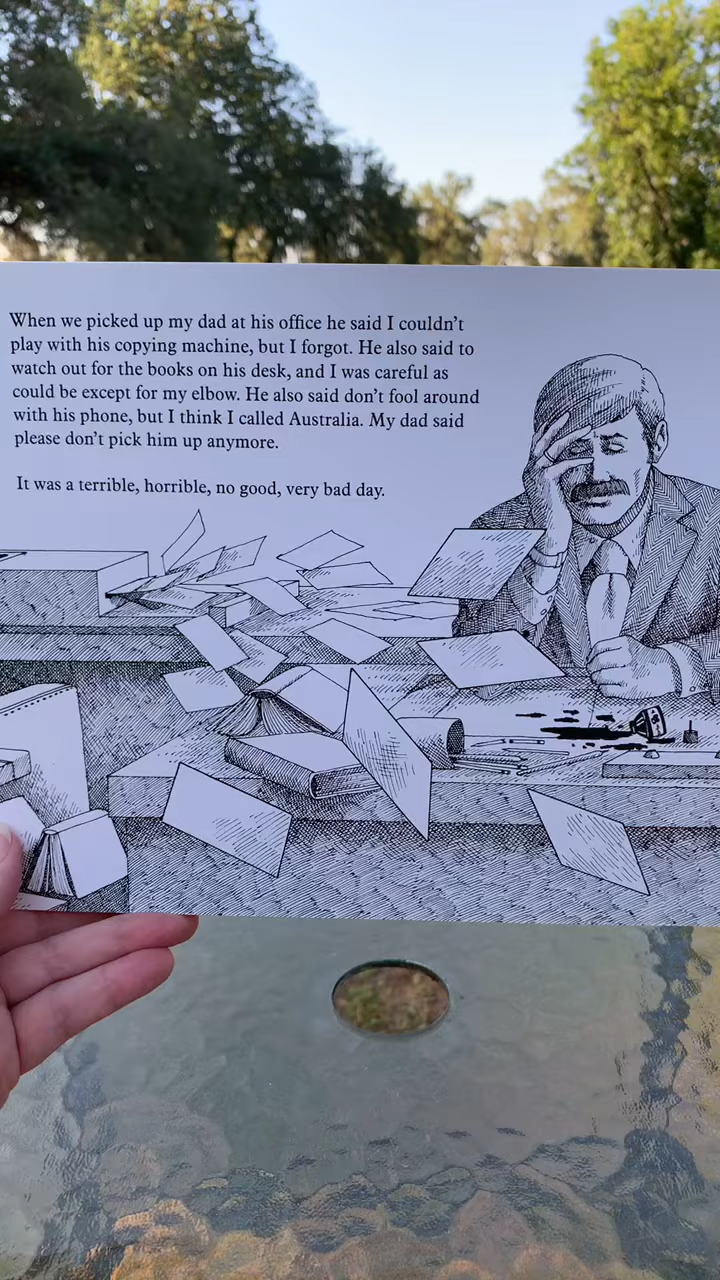 When we picked up my dad at his office he said I couldn't
play with his copying machine, but I forgot. He also said to
watch out for the books on his desk, and I was careful as
could be except for my elbow. He also said don't fool around
with his phone, but I think I called Australia. My dad said
please don't pick him up anymore.
It was a terrible, horrible, no good, very bad day.